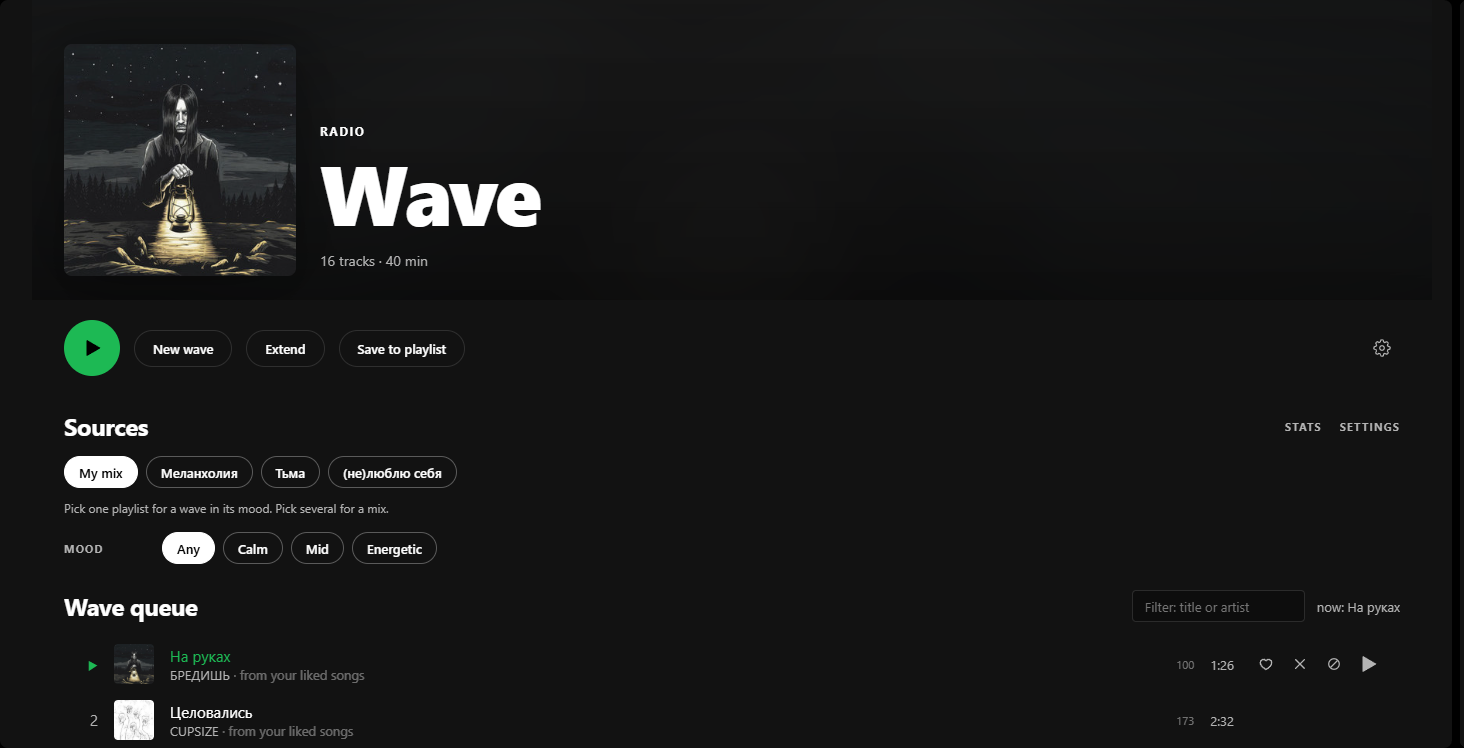 RADIO
Wave
16 tracks · 40 min
New wave Extend Save to playlist
Sources STATS SETTINGS
My mix Меланхолия Тьма (не)люблю себя
Pick one playlist for a wave in its mood. Pick several for a mix.
MOOD Any Calm Mid Energetic
Wave queue Filter: title or artist now: На руках
На руках 100 1:26
БРЕДИШЬ · from your liked songs
2 Целовались 173 2:32
CUPSIZE · from your liked songs